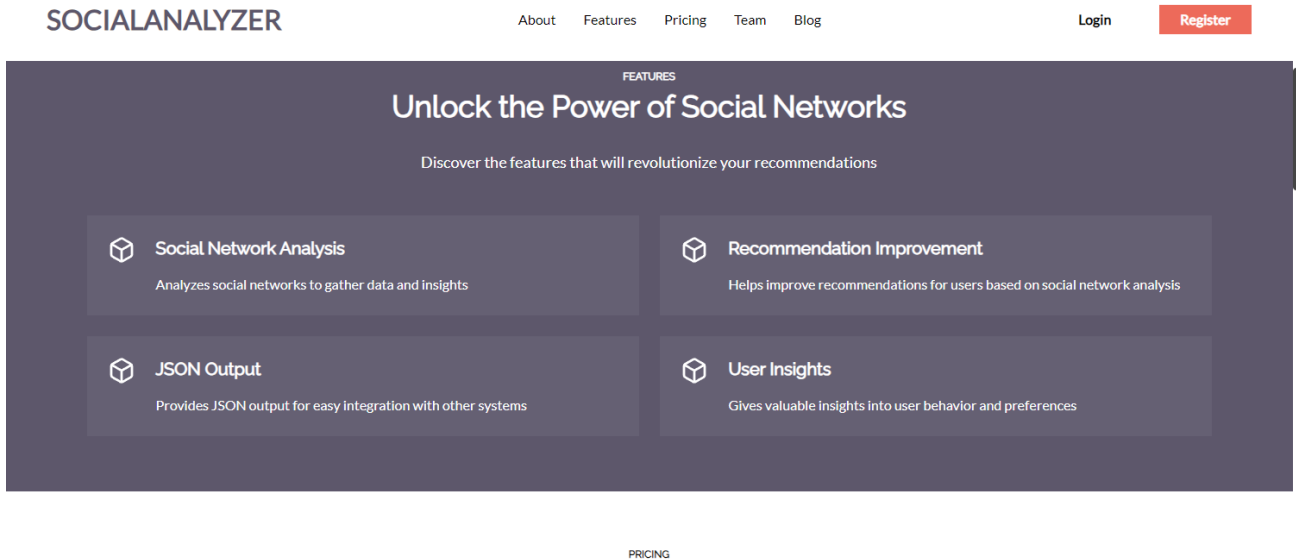 SOCIALANALYZER
About Features Pricing Team Blog
Login Register
FEATURES
Unlock the Power of Social Networks
Discover the features that will revolutionize your recommendations
Social Network Analysis
Analyzes social networks to gather data and insights
Recommendation Improvement
Helps improve recommendations for users based on social network analysis
JSON Output
Provides JSON output for easy integration with other systems
User Insights
Gives valuable insights into user behavior and preferences
PRICING